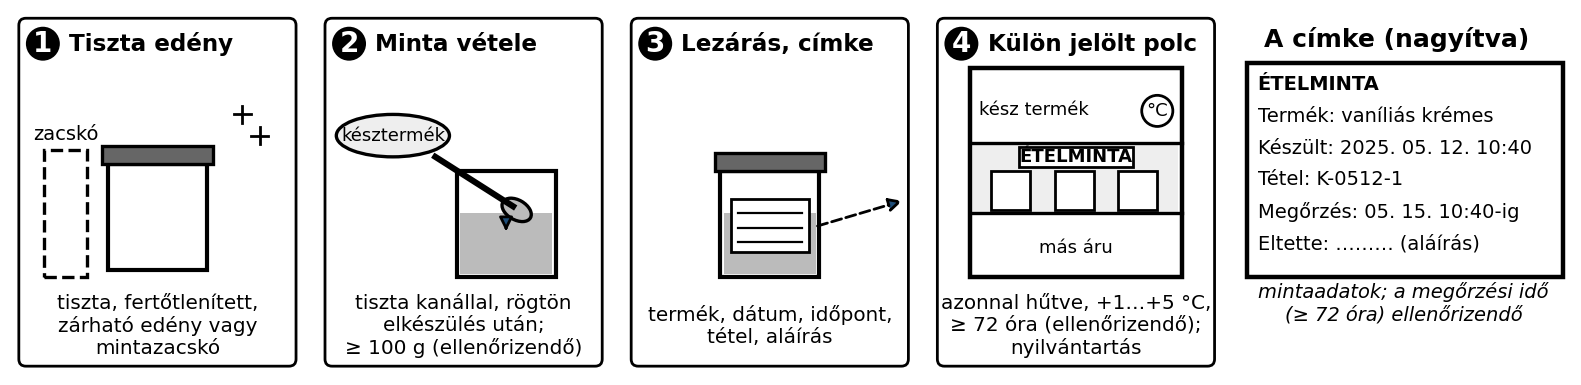 1 Tiszta edény
zacskó
tiszta, fertőtlenített,
zárható edény vagy
mintazacskó
2 Minta vétele
késztermék
tiszta kanállal, rögtön
elkészülés után;
≥ 100 g (ellenőrizendő)
3 Lezárás, címke
termék, dátum, időpont,
tétel, aláírás
4 Külön jelölt polc
kész termék °C
ÉTELMINTA
más áru
azonnal hűtve, +1…+5 °C,
≥ 72 óra (ellenőrizendő);
nyilvántartás
A címke (nagyítva)
ÉTELMINTA
Termék: vaníliás krémes
Készült: 2025. 05. 12. 10:40
Tétel: K-0512-1
Megőrzés: 05. 15. 10:40-ig
Eltette: ……… (aláírás)
mintaadatok; a megőrzési idő
(≥ 72 óra) ellenőrizendő